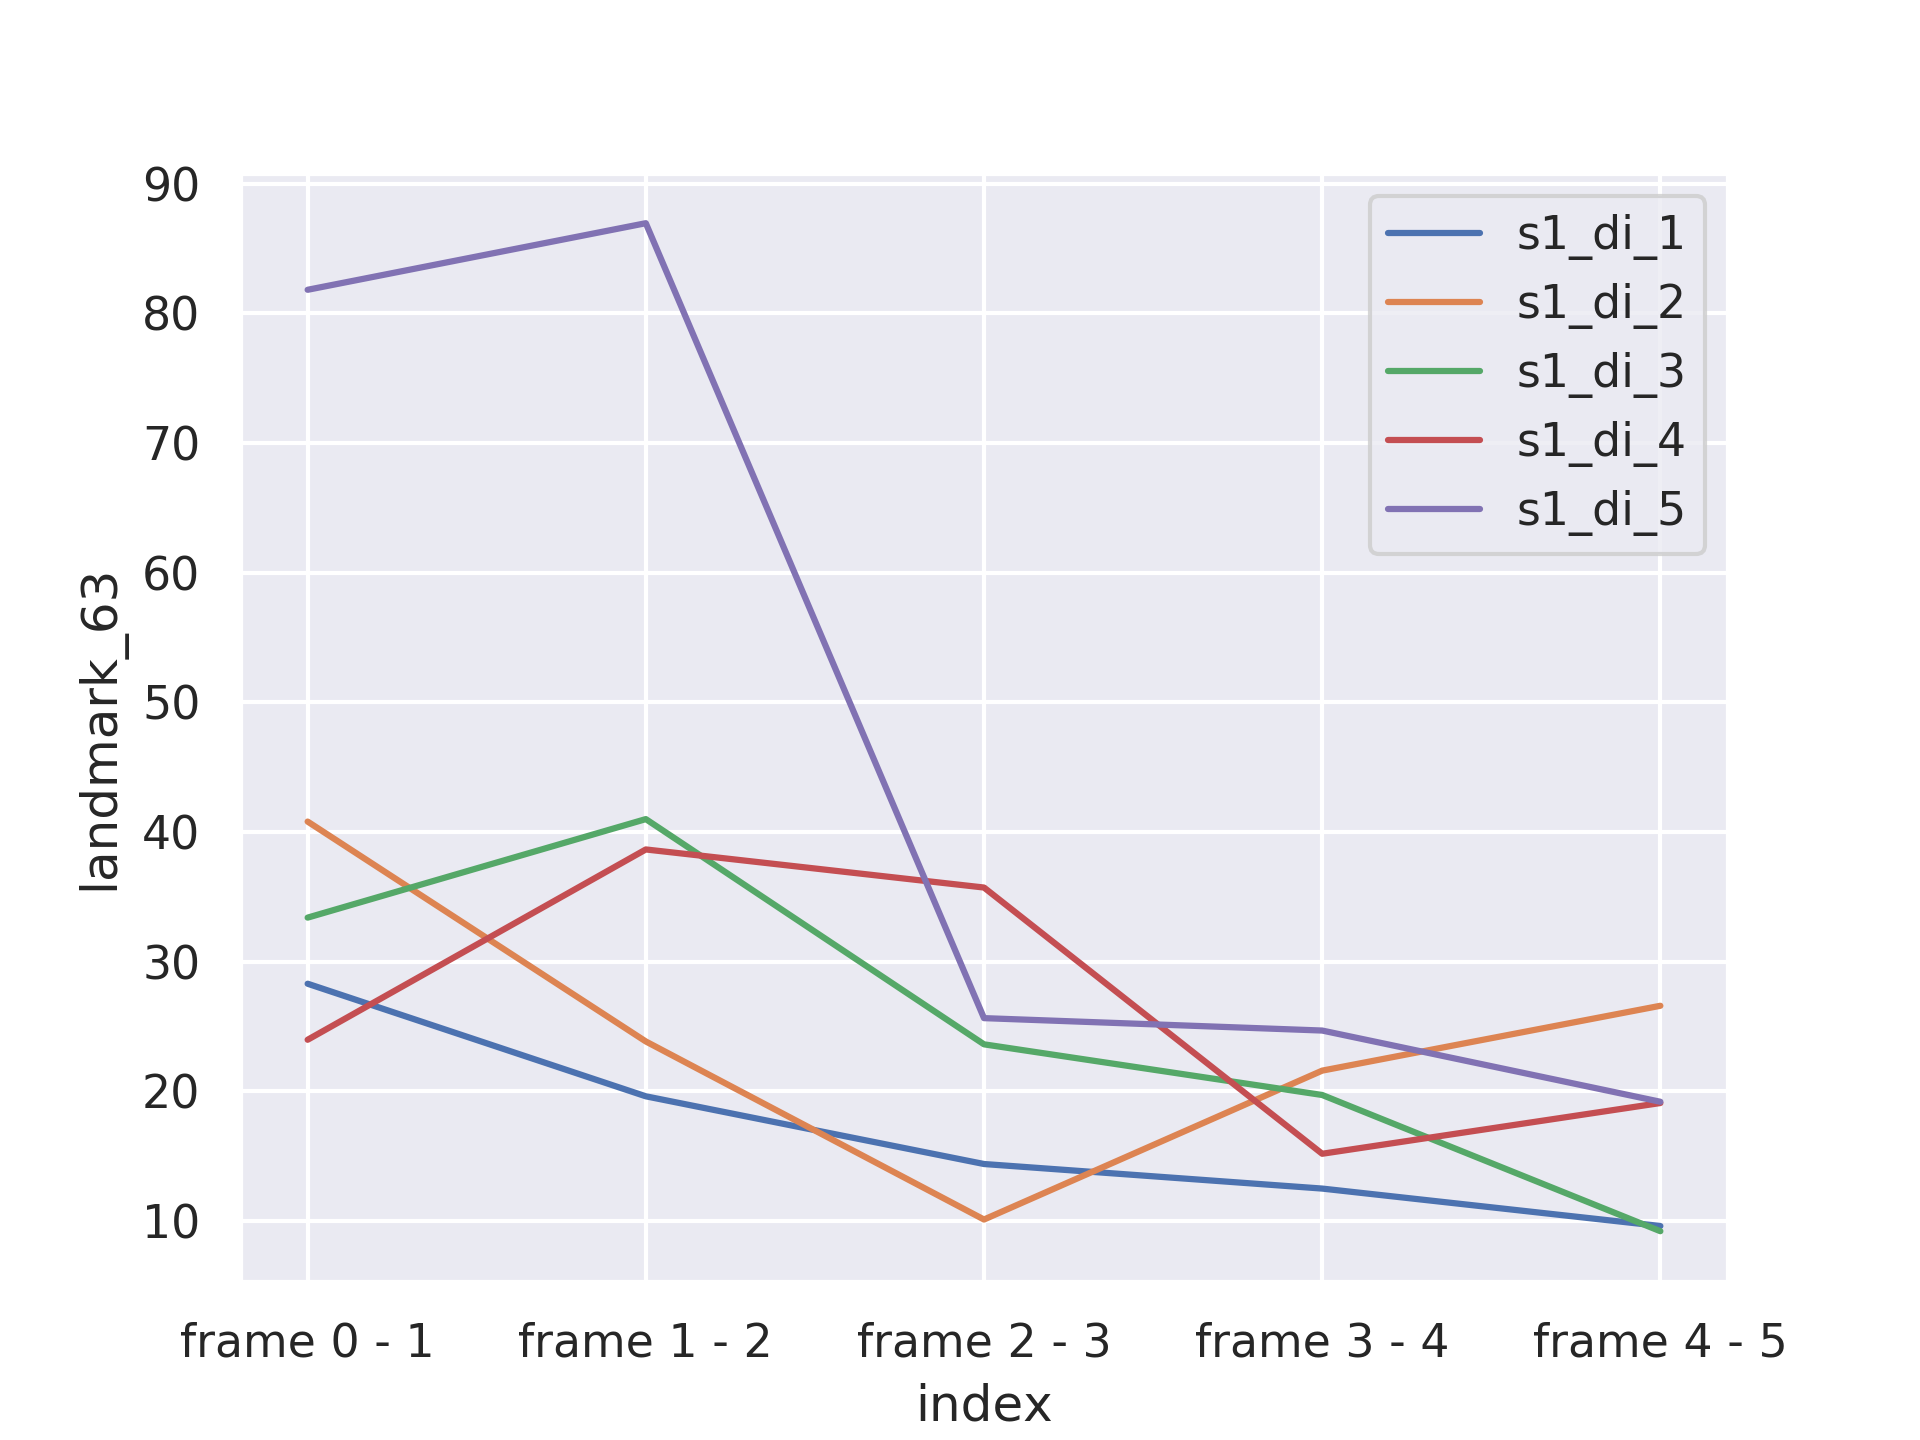 90
80
70
60
50
40
30
20
10
landmark_63
s1_di_1
s1_di_2
s1_di_3
s1_di_4
s1_di_5
frame 0 - 1
frame 1 - 2
frame 2 - 3
frame 3 - 4
frame 4 - 5
index